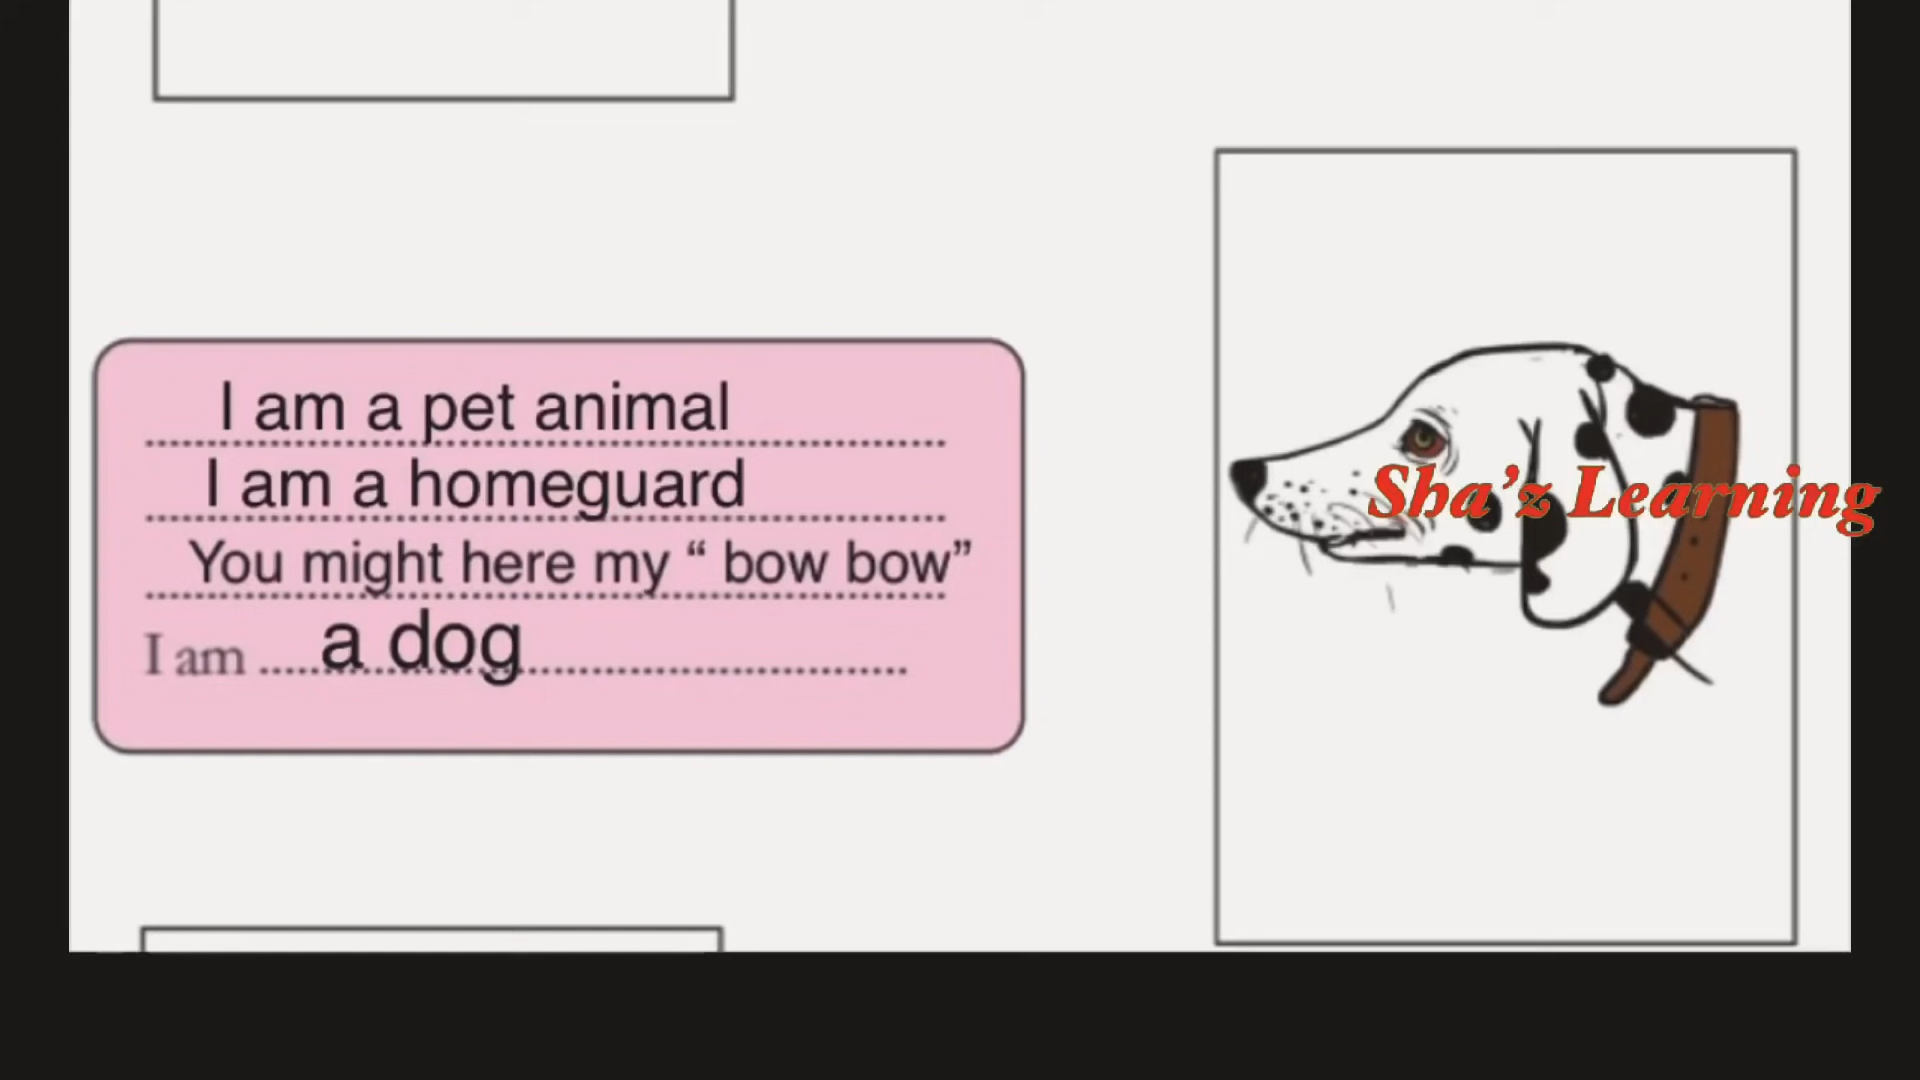 I am a pet animal
I am a homeguard
You might here my “ bow bow”
I am a dog
Sha’z Learning